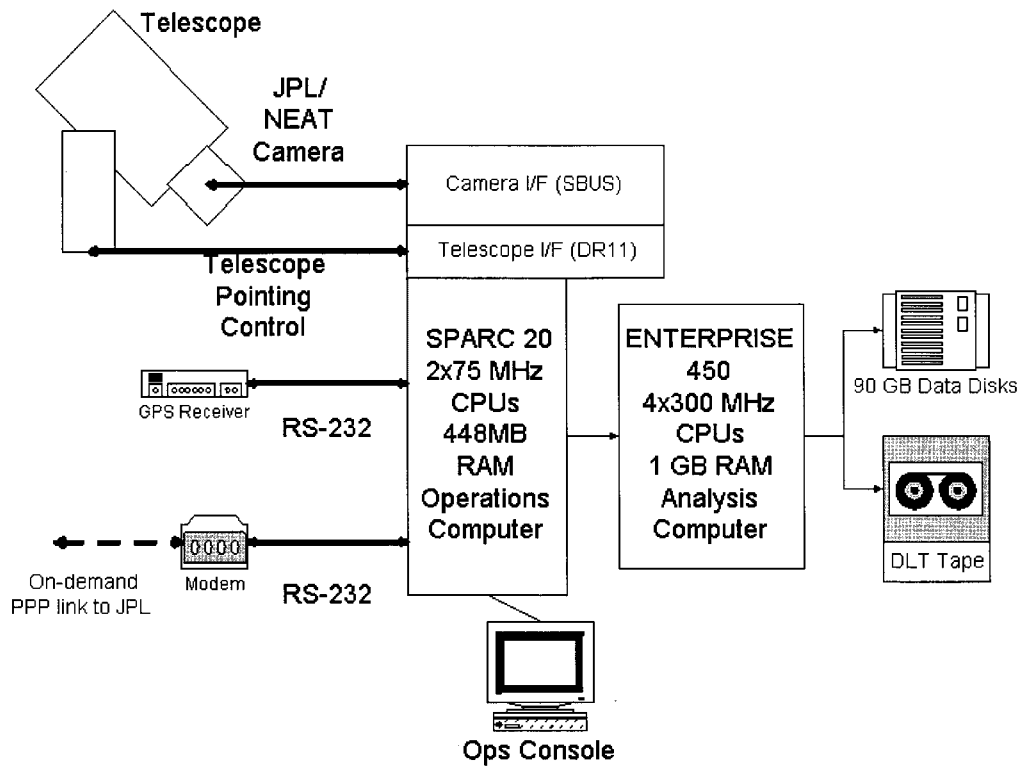 Telescope
JPL/
NEAT
Camera
Camera I/F (SBUS)
Telescope I/F (DR11)
Telescope
Pointing
Control
SPARC 20
2x75 MHz
CPUs
448MB
RAM
Operations
Computer
ENTERPRISE
450
4x300 MHz
CPUs
1 GB RAM
Analysis
Computer
90 GB Data Disks
GPS Receiver
RS-232
DLT Tape
0000
Modem
RS-232
On-demand
PPP link to JPL
Ops Console